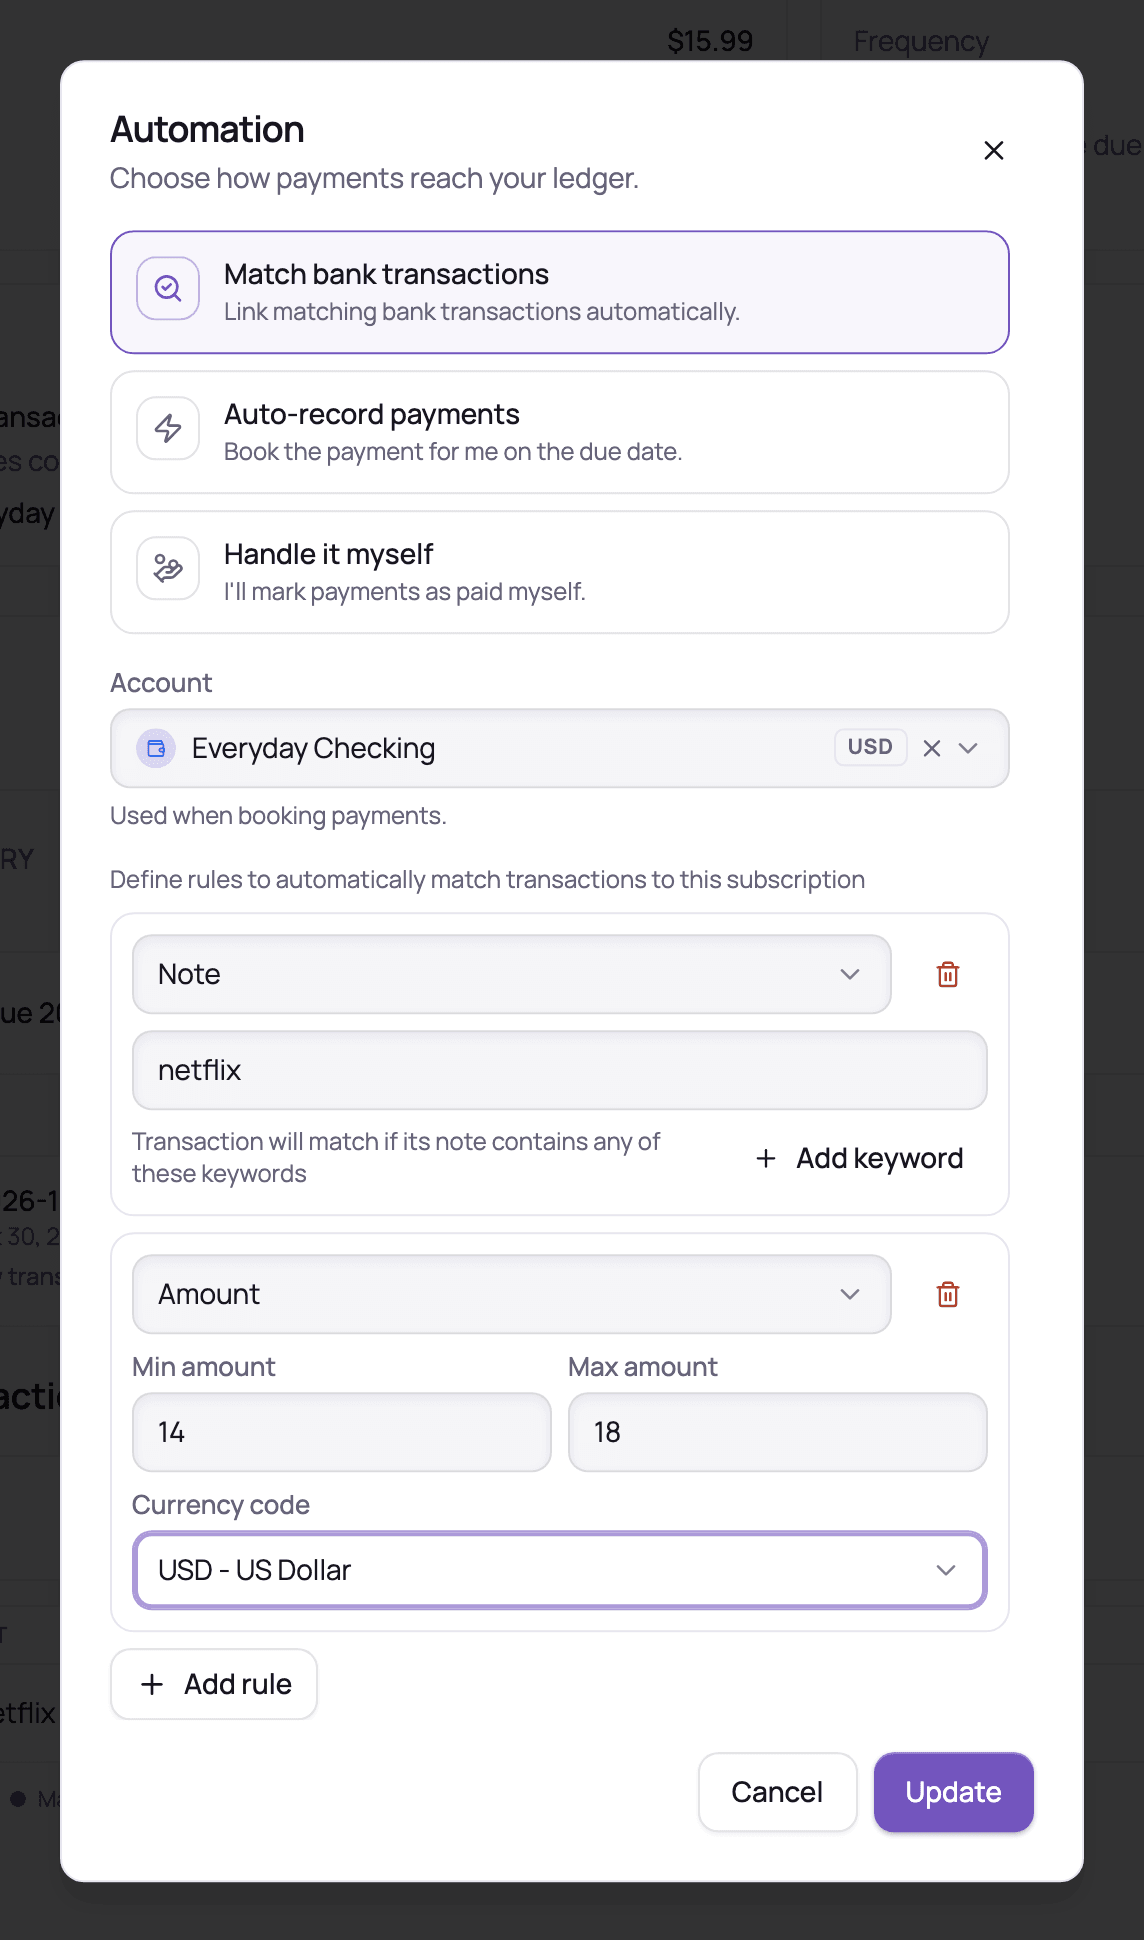 $15.99
Frequency
due
Automation
Choose how payments reach your ledger.
Match bank transactions
Link matching bank transactions automatically.
Auto-record payments
Book the payment for me on the due date.
Handle it myself
I'll mark payments as paid myself.
Account
Everyday Checking
USD
Used when booking payments.
Define rules to automatically match transactions to this subscription
Note
netflix
Transaction will match if its note contains any of
these keywords
Add keyword
Amount
Min amount
Max amount
14
18
Currency code
USD - US Dollar
Add rule
Cancel
Update